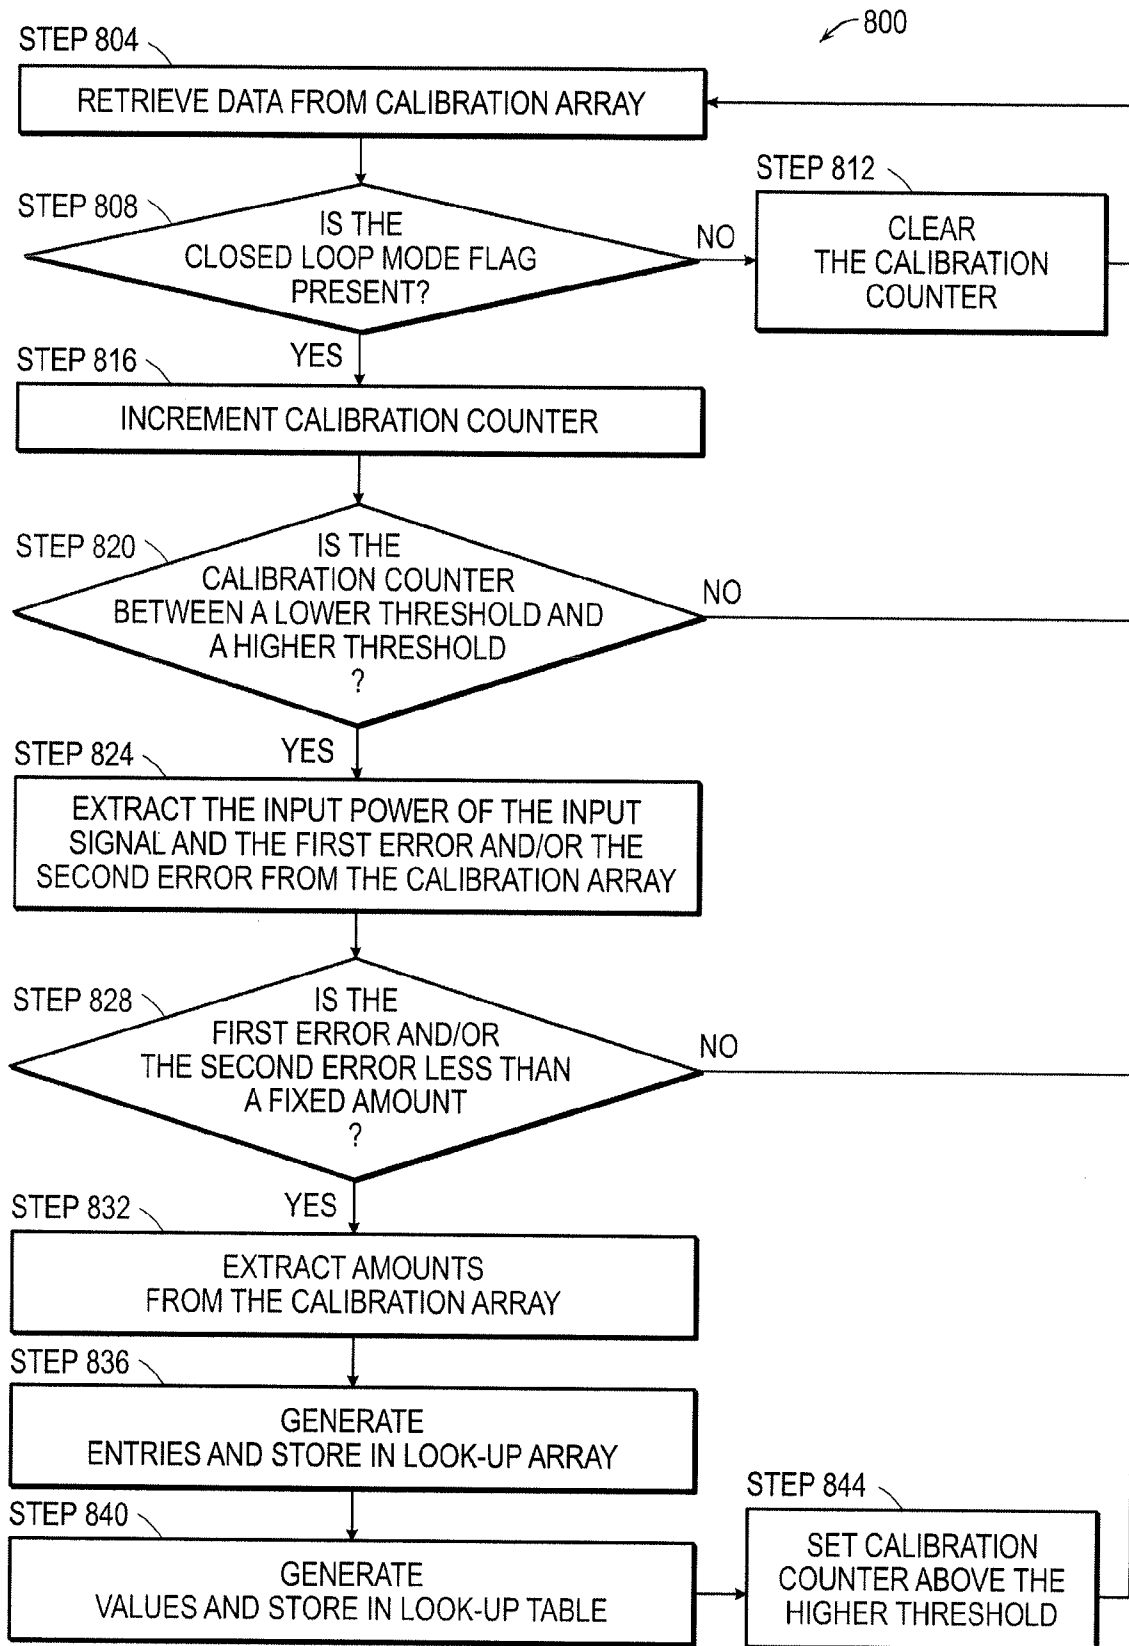 800
STEP 804
RETRIEVE DATA FROM CALIBRATION ARRAY
STEP 808
IS THE
CLOSED LOOP MODE FLAG
PRESENT?
NO
STEP 812
CLEAR
THE CALIBRATION
COUNTER
YES
STEP 816
INCREMENT CALIBRATION COUNTER
STEP 820
IS THE
CALIBRATION COUNTER
BETWEEN A LOWER THRESHOLD AND
A HIGHER THRESHOLD
?
NO
YES
STEP 824
EXTRACT THE INPUT POWER OF THE INPUT
SIGNAL AND THE FIRST ERROR AND/OR THE
SECOND ERROR FROM THE CALIBRATION ARRAY
STEP 828
IS THE
FIRST ERROR AND/OR
THE SECOND ERROR LESS THAN
A FIXED AMOUNT
?
NO
YES
STEP 832
EXTRACT AMOUNTS
FROM THE CALIBRATION ARRAY
STEP 836
GENERATE
ENTRIES AND STORE IN LOOK-UP ARRAY
STEP 840
GENERATE
VALUES AND STORE IN LOOK-UP TABLE
STEP 844
SET CALIBRATION
COUNTER ABOVE THE
HIGHER THRESHOLD